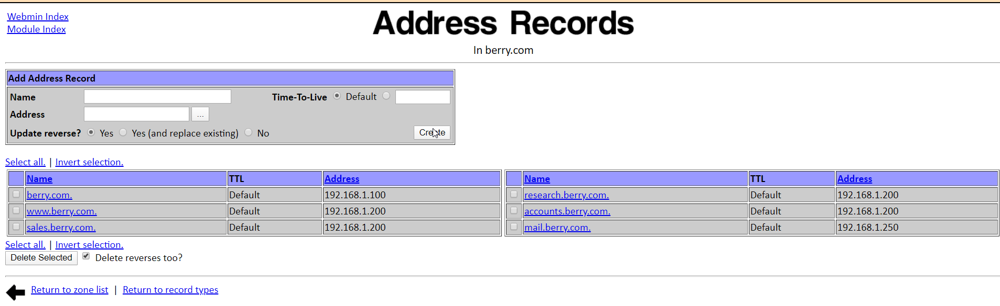 Webmin Index
Module Index
Address Records
In berry.com
Add Address Record
Name Time-To-Live Default
Address ...
Update reverse? Yes Yes (and replace existing) No Create
Select all. | Invert selection.
Name TTL Address Name TTL Address
berry.com. Default 192.168.1.100 research.berry.com. Default 192.168.1.200
www.berry.com. Default 192.168.1.200 accounts.berry.com. Default 192.168.1.200
sales.berry.com. Default 192.168.1.200 mail.berry.com. Default 192.168.1.250
Select all. | Invert selection.
Delete Selected Delete reverses too?
Return to zone list | Return to record types